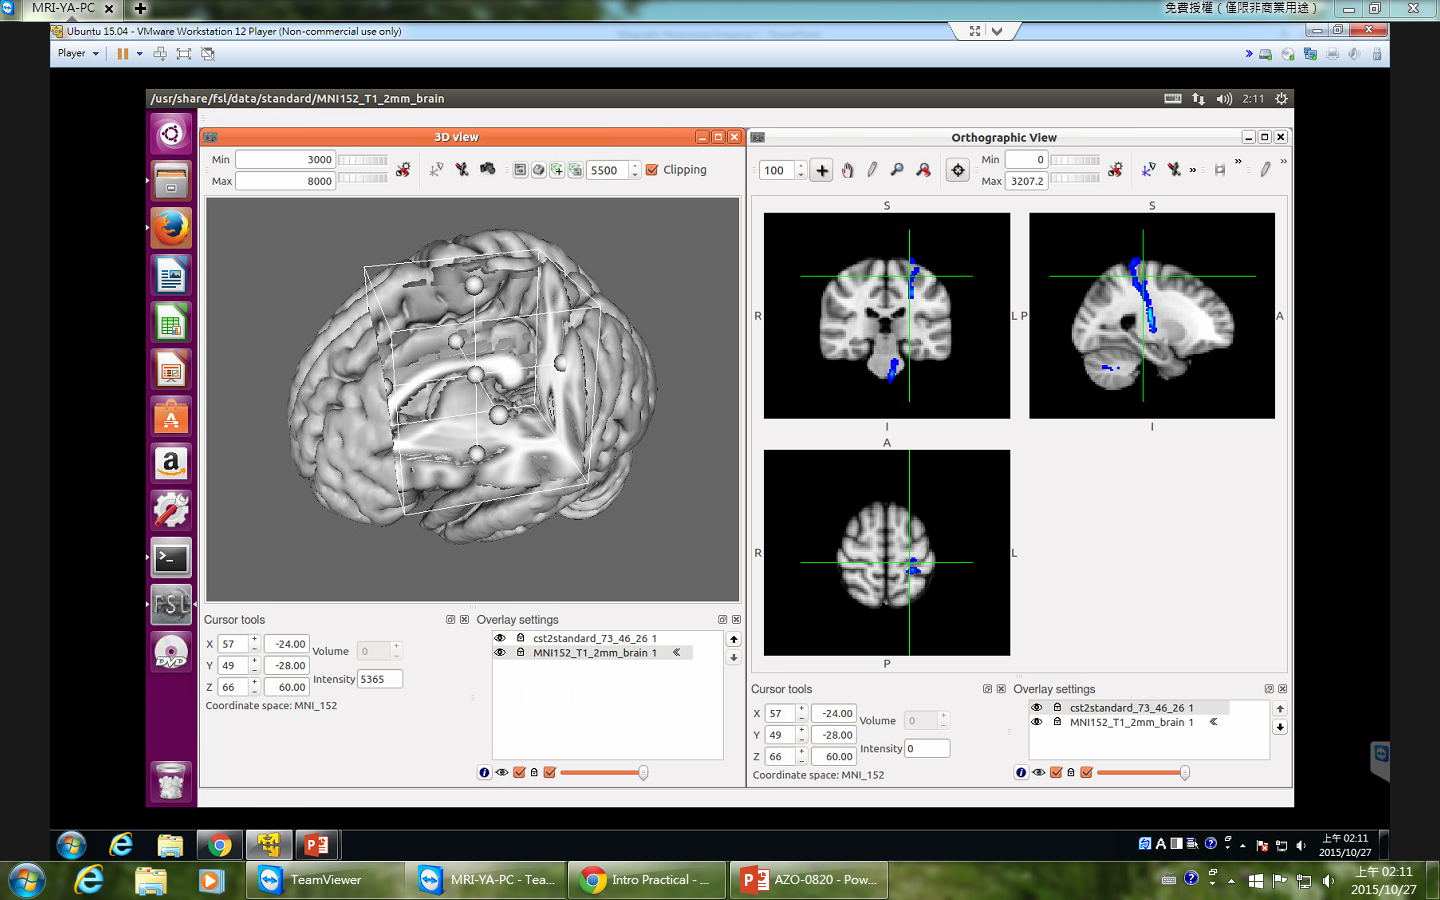 MRI-YA-PC
免費授權（僅限非商業用途）
Ubuntu 15.04 - VMware Workstation 12 Player (Non-commercial use only)
Player
/usr/share/fsl/data/standard/MNI152_T1_2mm_brain
2:11
3D view
Min 3000
Max 8000
5500
Clipping
Orthographic View
100
Min 0
Max 3207.2
S
R
L
I
S
P
A
I
A
R
L
P
Cursor tools
X 57 -24.00
Y 49 -28.00
Z 66 60.00
Volume 0
Intensity 5365
Coordinate space: MNI_152
Overlay settings
cst2standard_73_46_26 1
MNI152_T1_2mm_brain 1
Cursor tools
X 57 -24.00
Y 49 -28.00
Z 66 60.00
Volume 0
Intensity 0
Coordinate space: MNI_152
Overlay settings
cst2standard_73_46_26 1
MNI152_T1_2mm_brain 1
FSL
DVD
上午 02:11
2015/10/27
TeamViewer
MRI-YA-PC - Tea...
Intro Practical - ...
AZO-0820 - Pow...
上午 02:11
2015/10/27